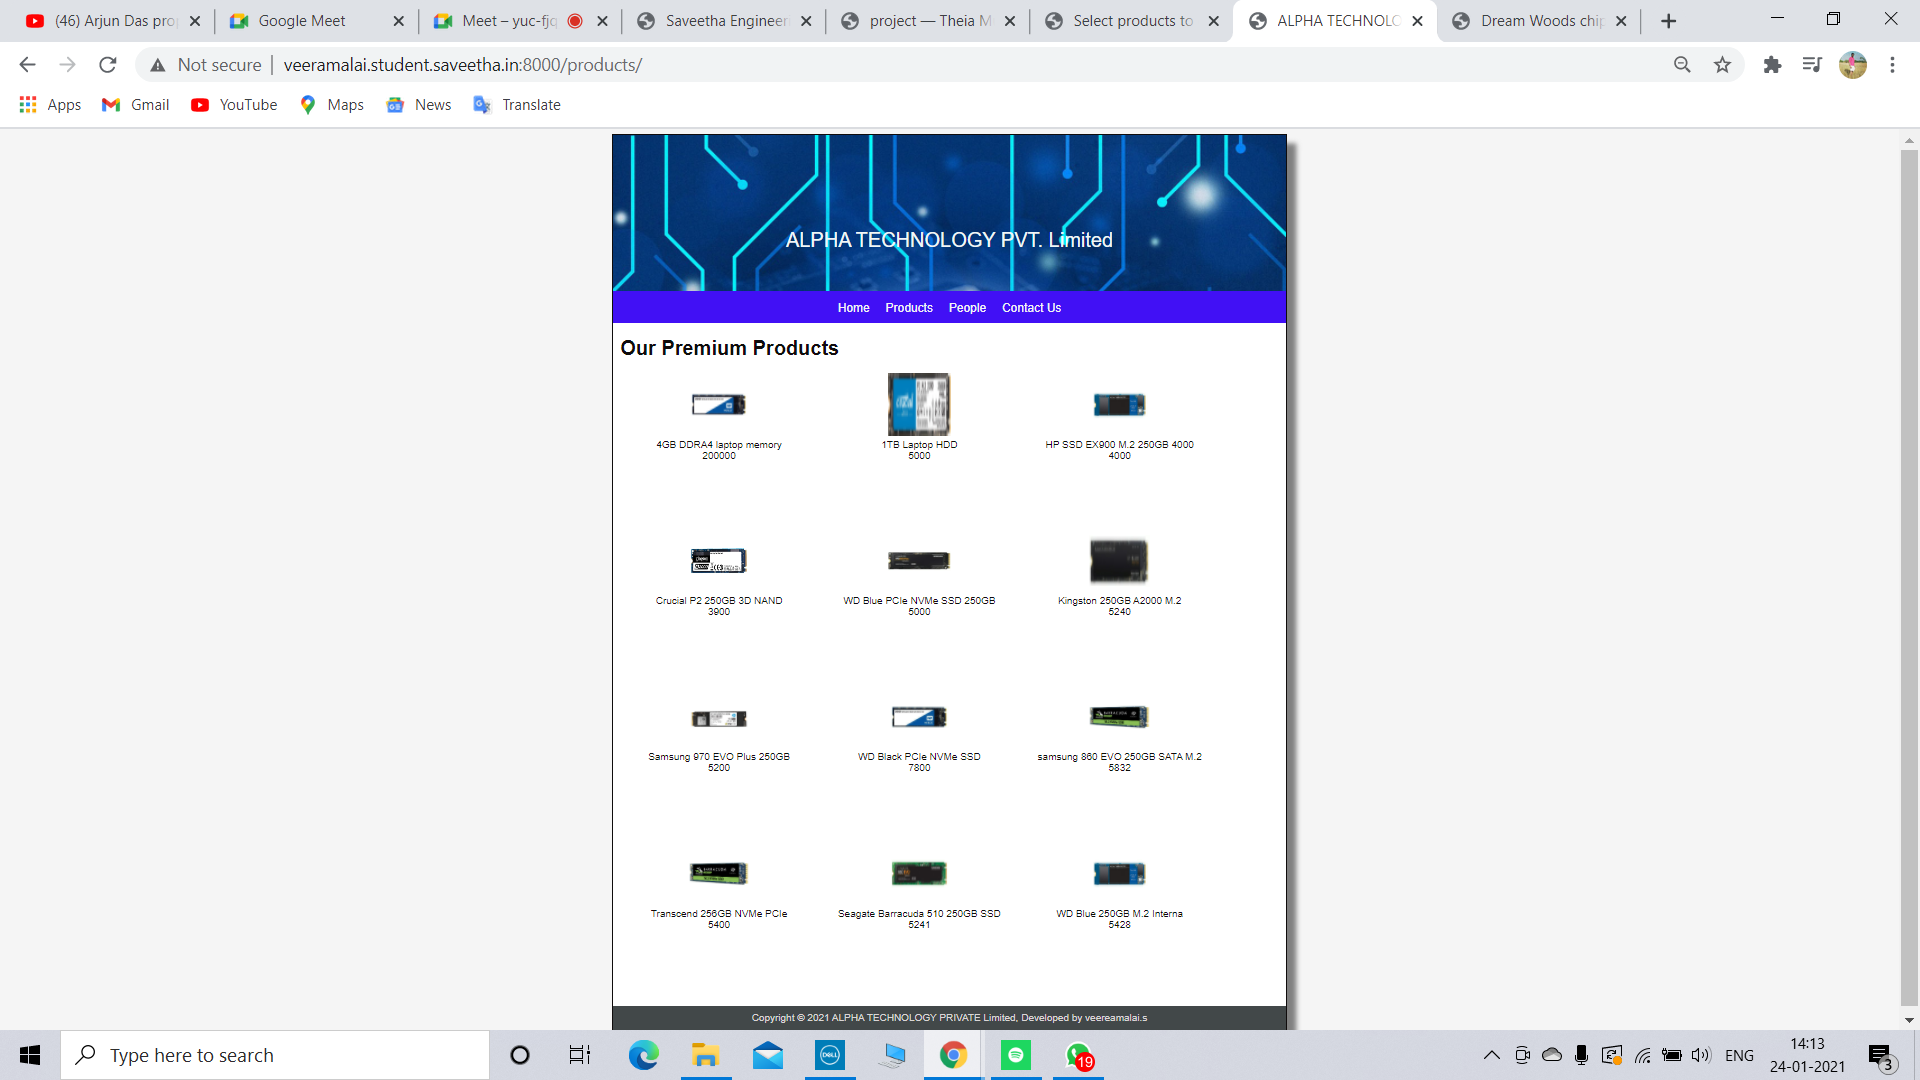 (46) Arjun Das pro
Google Meet
Meet – yuc-fjq
Saveetha Engineer
project — Theia M
Select products to
ALPHA TECHNOLO
Dream Woods chip
Not secure
veeramalai.student.saveetha.in:8000/products/
Apps
Gmail
YouTube
Maps
News
Translate
ALPHA TECHNOLOGY PVT. Limited
Home
Products
People
Contact Us
Our Premium Products
4GB DDRA4 laptop memory
200000
1TB Laptop HDD
5000
HP SSD EX900 M.2 250GB 4000
4000
Crucial P2 250GB 3D NAND
3900
WD Blue PCIe NVMe SSD 250GB
5000
Kingston 250GB A2000 M.2
5240
Samsung 970 EVO Plus 250GB
5200
WD Black PCIe NVMe SSD
7800
samsung 860 EVO 250GB SATA M.2
5832
Transcend 256GB NVMe PCIe
5400
Seagate Barracuda 510 250GB SSD
5241
WD Blue 250GB M.2 Interna
5428
Copyright © 2021 ALPHA TECHNOLOGY PRIVATE Limited, Developed by veereamalai.s
Type here to search
DELL
19
ENG
14:13
24-01-2021
3